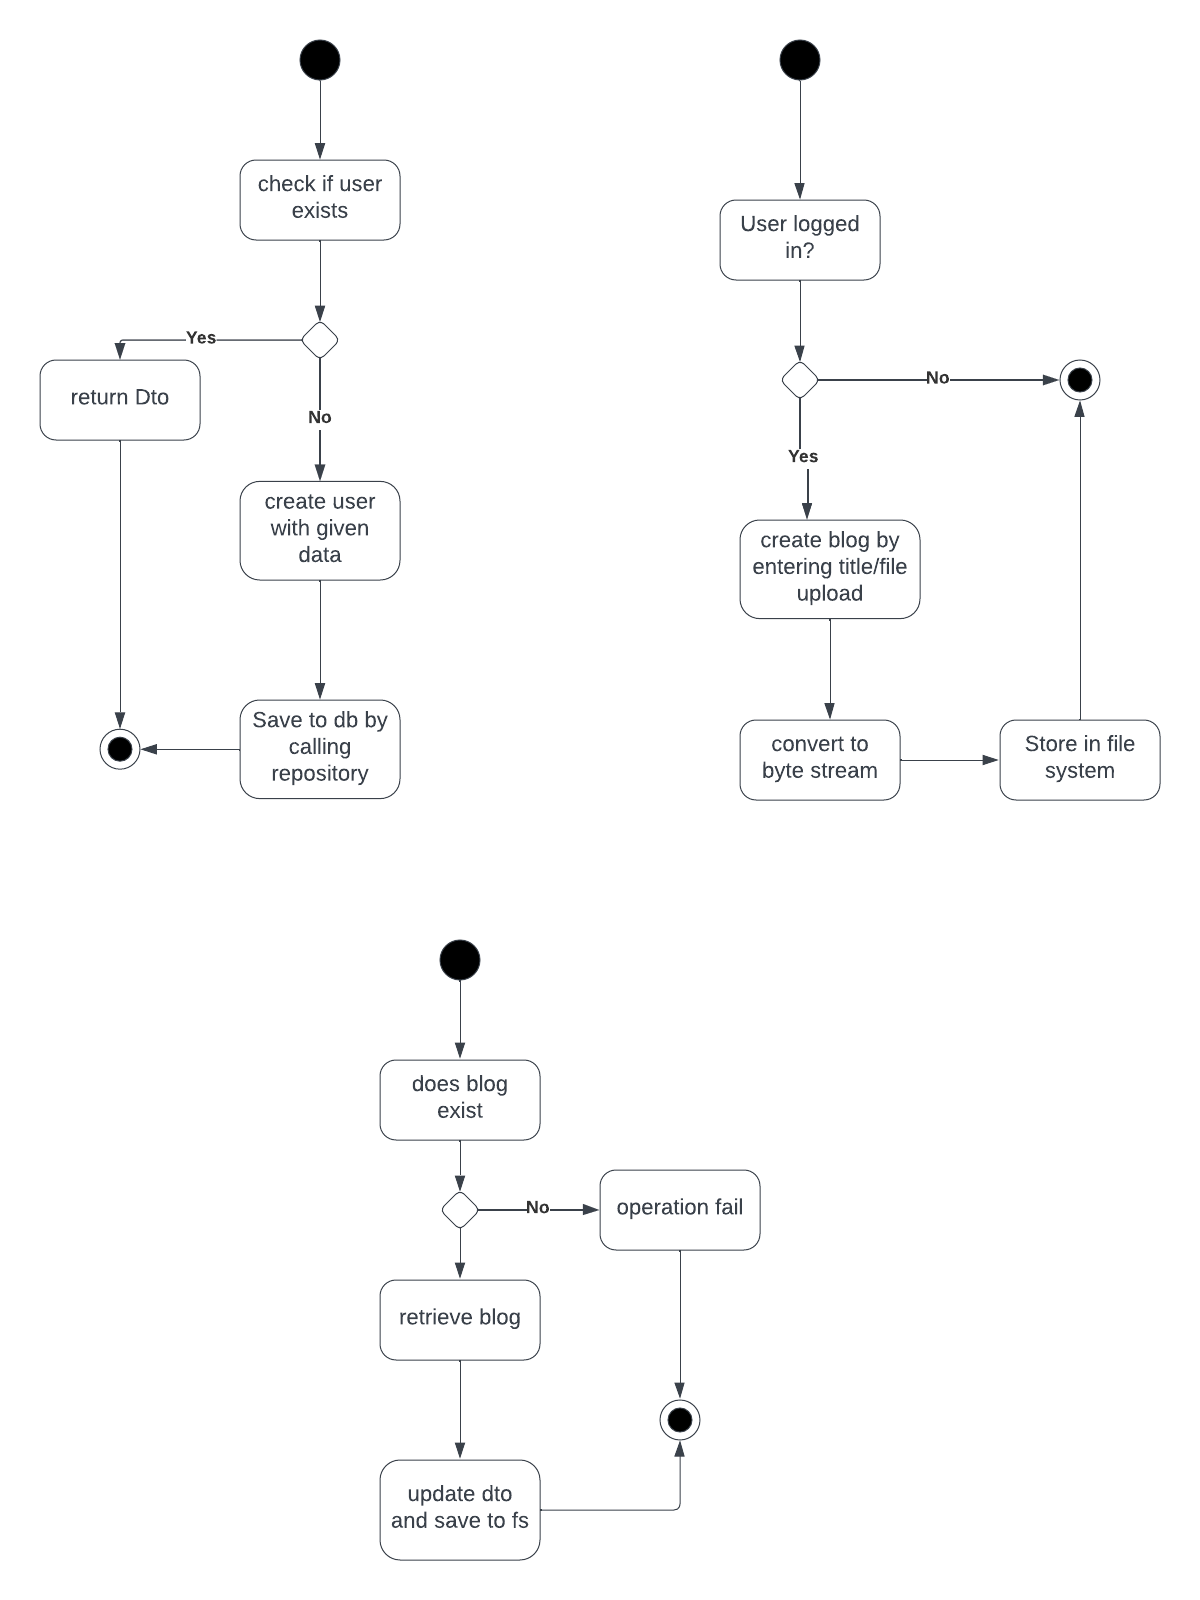 check if user
exists
Yes
return Dto
No
create user
with given
data
Save to db by
calling
repository
User logged
in?
No
Yes
create blog by
entering title/file
upload
convert to
byte stream
Store in file
system
does blog
exist
No
operation fail
retrieve blog
update dto
and save to fs